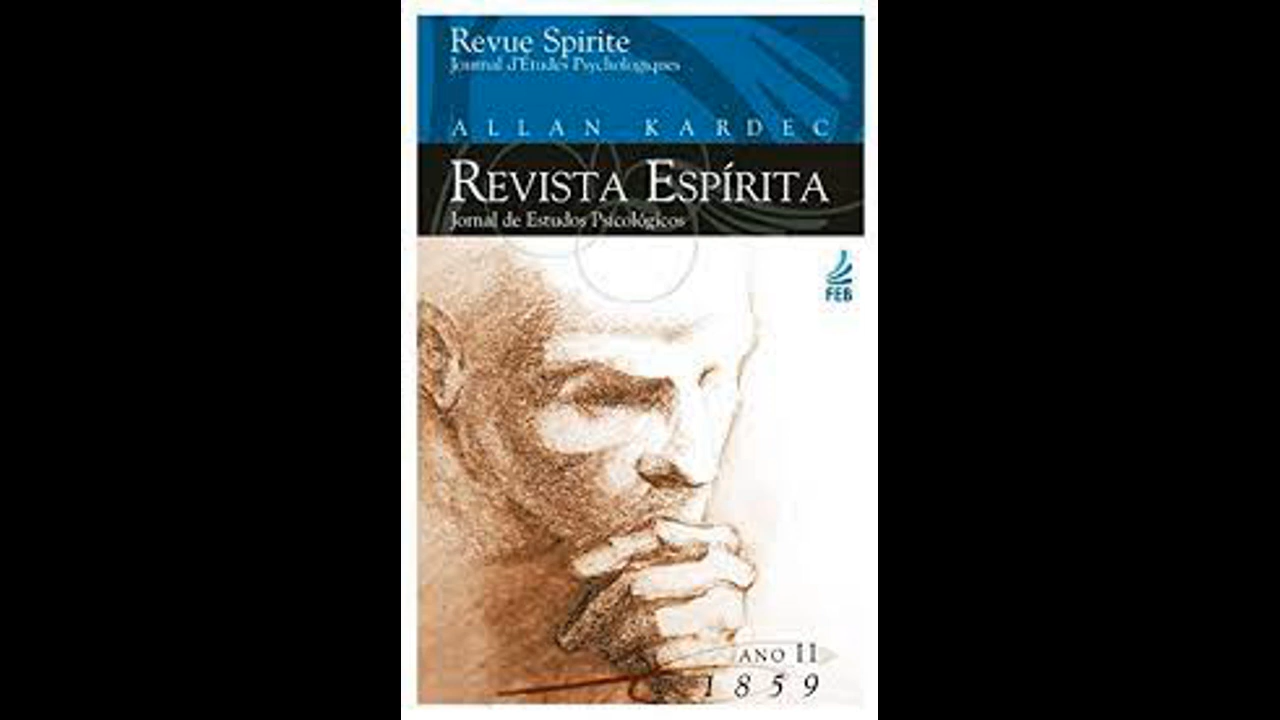 Revue Spirite
Journal d'Études Psychologiques
ALLAN KARDEC
REVISTA ESPÍRITA
Jornal de Estudos Psicológicos
FEB
ANO II
1859